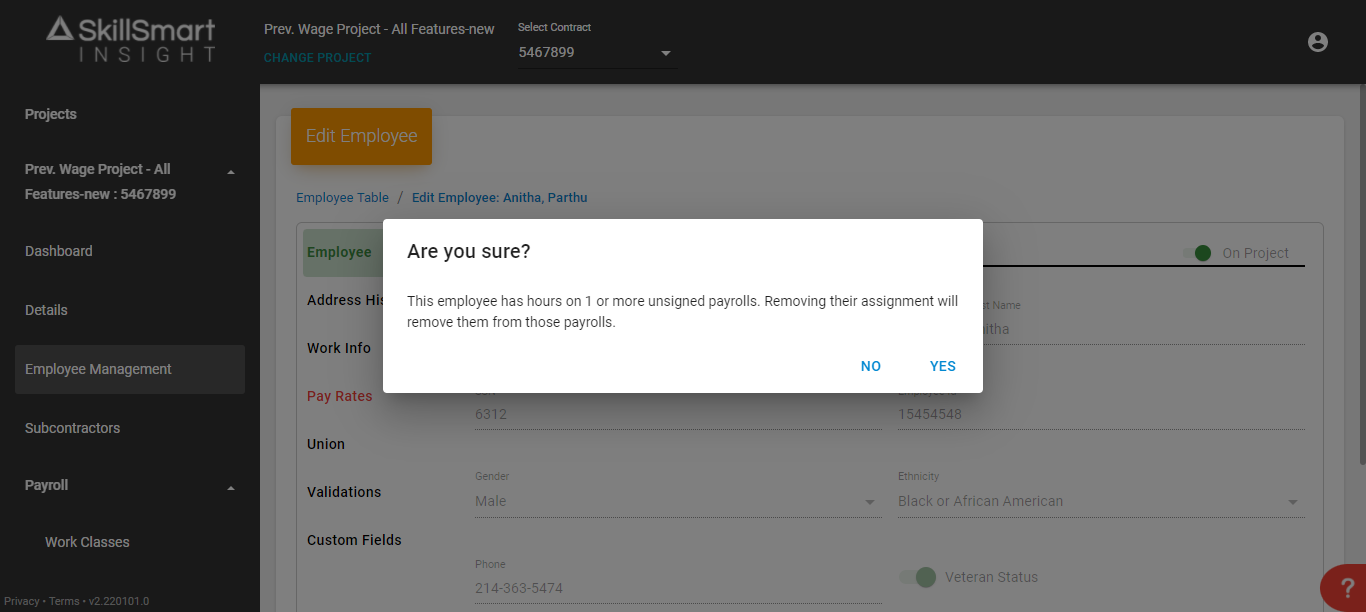 SkillSmart
INSIGHT
Prev. Wage Project - All Features-new
CHANGE PROJECT
Select Contract
5467899
Projects
Prev. Wage Project - All
Features-new : 5467899
Dashboard
Details
Employee Management
Subcontractors
Payroll
Work Classes
Privacy • Terms • v2.220101.0
Edit Employee
Employee Table / Edit Employee: Anitha, Parthu
Employee
Address His
Work Info
Pay Rates
Union
Validations
Custom Fields
On Project
Are you sure?
This employee has hours on 1 or more unsigned payrolls. Removing their assignment will
remove them from those payrolls.
NO YES
st Name
nitha
6312
15454548
Gender
Male
Ethnicity
Black or African American
Phone
214-363-5474
Veteran Status
?